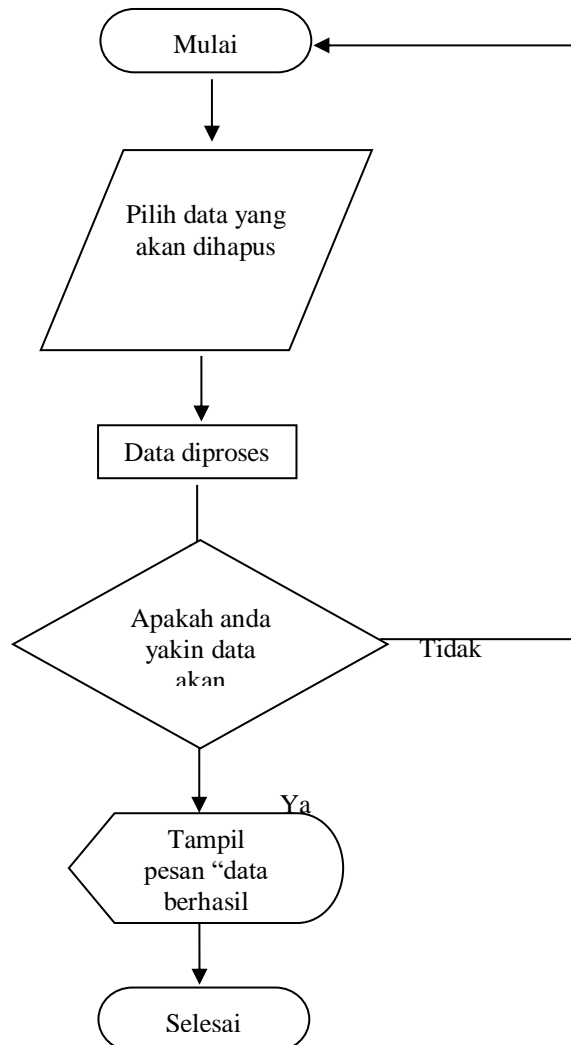 Mulai
Pilih data yang
akan dihapus
Data diproses
Apakah anda
yakin data
akan
Tidak
Ya
Tampil
pesan “data
berhasil
Selesai